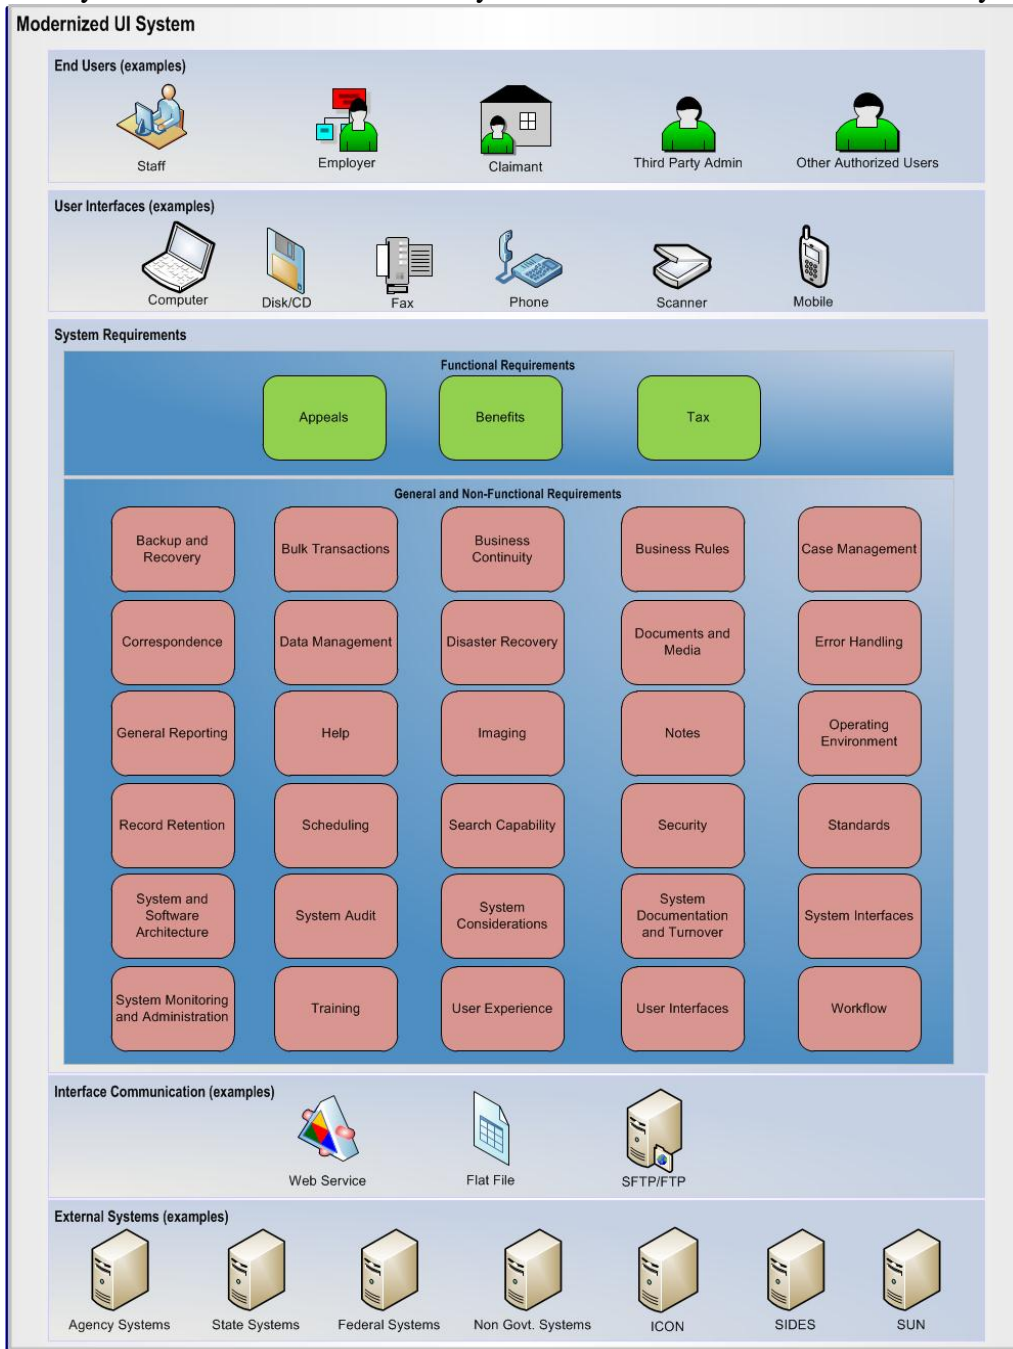 Modernized UI System
End Users (examples)
Staff
Employer
Claimant
Third Party Admin
Other Authorized Users
User Interfaces (examples)
Computer
Disk/CD
Fax
Phone
Scanner
Mobile
System Requirements
Functional Requirements
Appeals
Benefits
Tax
General and Non-Functional Requirements
Backup and
Recovery
Bulk Transactions
Business
Continuity
Business Rules
Case Management
Correspondence
Data Management
Disaster Recovery
Documents and
Media
Error Handling
General Reporting
Help
Imaging
Notes
Operating
Environment
Record Retention
Scheduling
Search Capability
Security
Standards
System and
Software
Architecture
System Audit
System
Considerations
System
Documentation
and Turnover
System Interfaces
System Monitoring
and Administration
Training
User Experience
User Interfaces
Workflow
Interface Communication (examples)
Web Service
Flat File
SFTP/FTP
External Systems (examples)
Agency Systems
State Systems
Federal Systems
Non Govt. Systems
ICON
SIDES
SUN